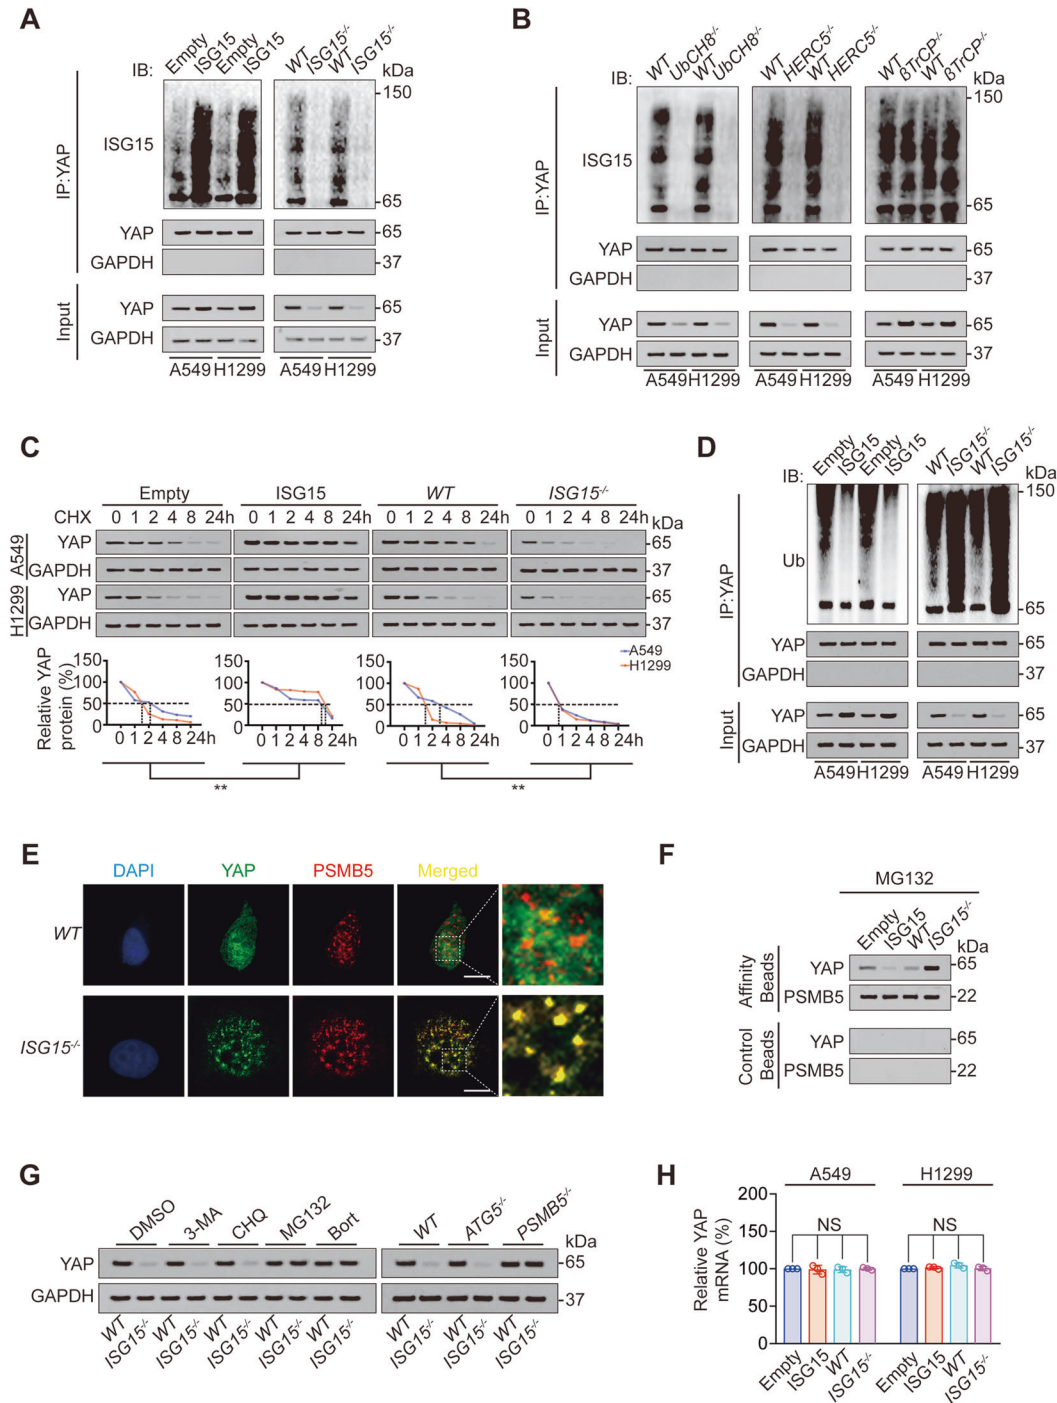 A
IB: Empty ISG15 Empty ISG15 WT ISG15-/- WT ISG15-/- kDa
150
IP:YAP
ISG15
65
YAP 65
GAPDH 37
Input
YAP 65
GAPDH 37
A549 H1299 A549 H1299
B
IB: WT UbCH8-/- WT UbCH8-/- WT HERC5-/- WT HERC5-/- WT βTrCP-/- WT βTrCP-/- kDa
150
IP:YAP
ISG15
65
YAP 65
GAPDH 37
Input
YAP 65
GAPDH 37
A549 H1299 A549 H1299 A549 H1299
C
Empty ISG15 WT ISG15-/-
CHX 0 1 2 4 8 24h 0 1 2 4 8 24h 0 1 2 4 8 24h 0 1 2 4 8 24h kDa
A549
YAP 65
GAPDH 37
H1299
YAP 65
GAPDH 37
Relative YAP
protein (%)
A549
H1299
150 150 150 150
100 100 100 100
50 50 50 50
0 0 0 0
0 1 2 4 8 24h 0 1 2 4 8 24h 0 1 2 4 8 24h 0 1 2 4 8 24h
** **
D
IB: Empty ISG15 Empty ISG15 WT ISG15-/- WT ISG15-/- kDa
150
IP:YAP
Ub
65
YAP 65
GAPDH 37
Input
YAP 65
GAPDH 37
A549 H1299 A549 H1299
E
DAPI YAP PSMB5 Merged
WT
ISG15-/-
F
MG132
Empty ISG15 WT ISG15-/- kDa
Affinity
Beads
YAP 65
PSMB5 22
Control
Beads
YAP 65
PSMB5 22
G
DMSO 3-MA CHQ MG132 Bort WT ATG5-/- PSMB5-/- kDa
YAP 65
GAPDH 37
WT ISG15-/- WT ISG15-/- WT ISG15-/- WT ISG15-/- WT ISG15-/- WT ISG15-/- WT ISG15-/- WT ISG15-/-
H
A549 H1299
Relative YAP
mRNA (%)
200
150
100
50
0
NS NS
Empty ISG15 WT ISG15-/- Empty ISG15 WT ISG15-/-